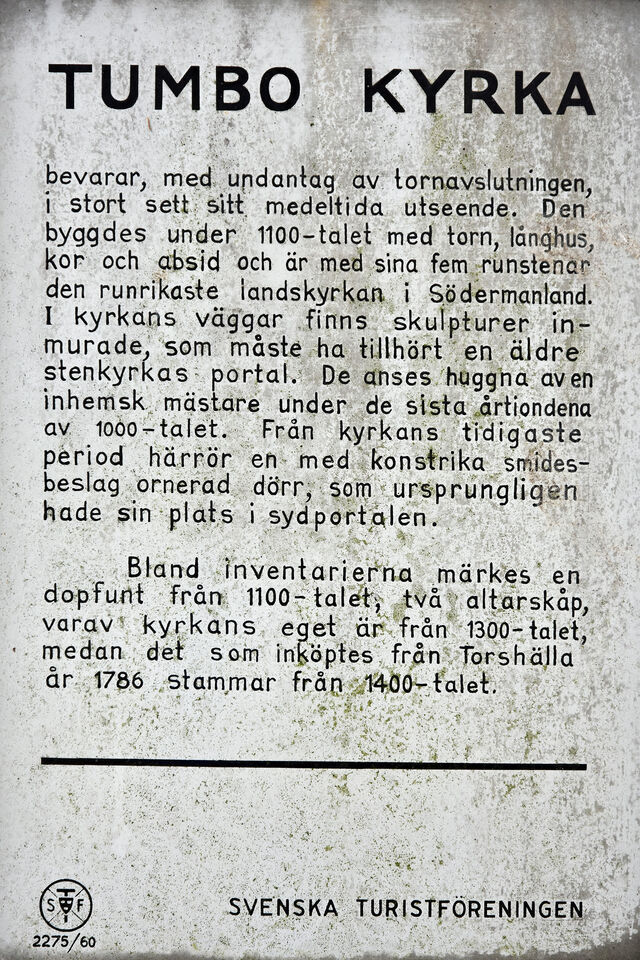 TUMBO KYRKA
bevarar, med undantag av tornavslutningen,
i stort sett sitt medeltida utseende. Den
byggdes under 1100-talet med torn, långhus,
kor och absid och är med sina fem runstenar
den runrikaste landskyrkan i Södermanland.
I kyrkans väggar finns skulpturer in-
murade, som måste ha tillhört en äldre
stenkyrkas portal. De anses huggna av en
inhemsk mästare under de sista årtiondena
av 1000-talet. Från kyrkans tidigaste
period härrör en med konstrika smides-
beslag ornerad dörr, som ursprungligen
hade sin plats i sydportalen.
Bland inventarierna märkes en
dopfunt från 1100-talet, två altarskåp,
varav kyrkans eget är från 1300-talet,
medan det som inköptes från Torshälla
år 1786 stammar från 1400-talet.
STF
2275/60
SVENSKA TURISTFÖRENINGEN